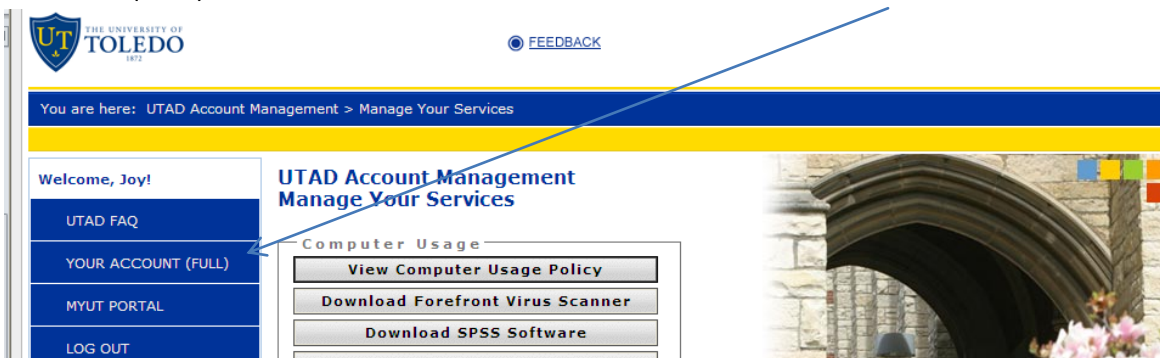 THE UNIVERSITY OF
UT TOLEDO
1872
FEEDBACK
You are here: UTAD Account Management > Manage Your Services
Welcome, Joy!
UTAD FAQ
YOUR ACCOUNT (FULL)
MYUT PORTAL
LOG OUT
UTAD Account Management
Manage Your Services
Computer Usage
View Computer Usage Policy
Download Forefront Virus Scanner
Download SPSS Software